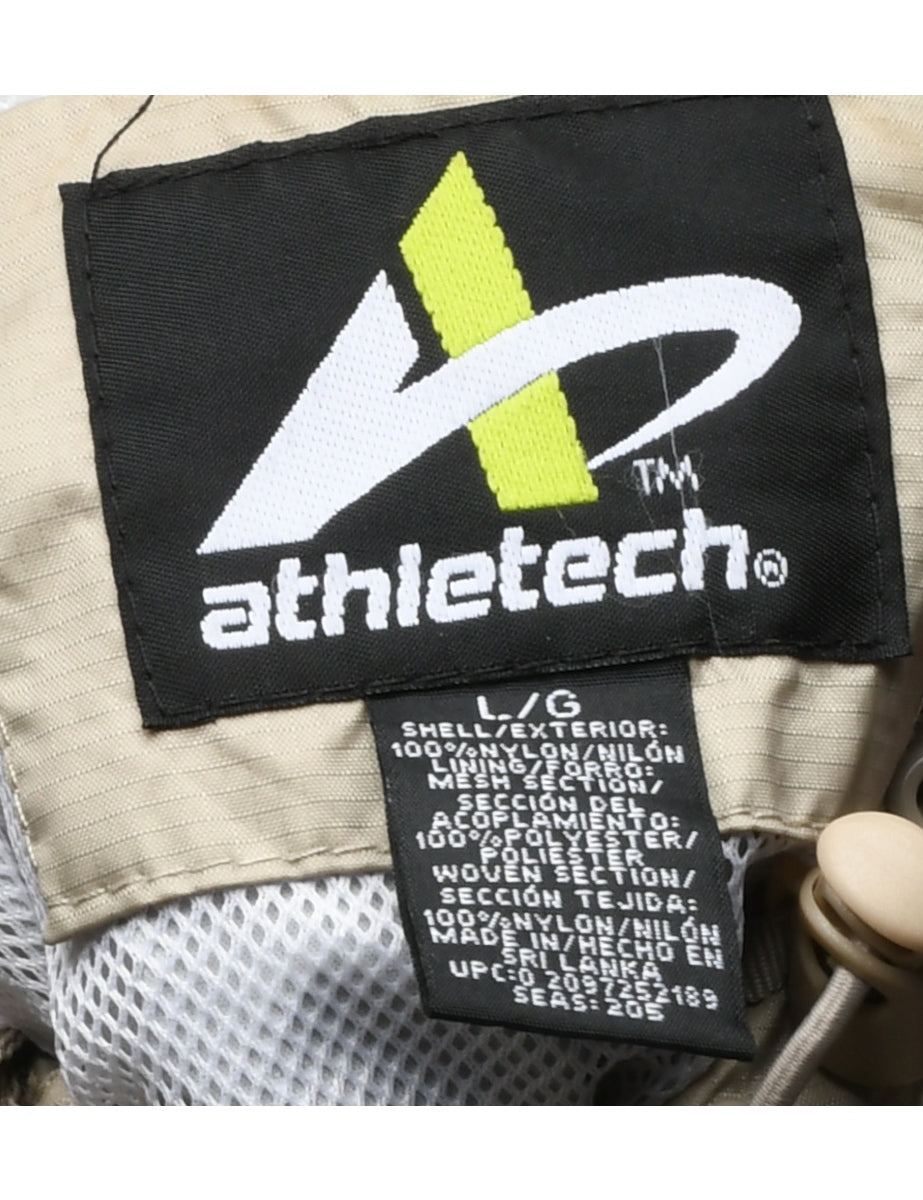 TM
athletech®
L/G
SHELL/EXTERIOR:
100%NYLON/NILÓN
LINING/FORRO:
MESH SECTION/
SECCIÓN DEL
ACOPLAMIENTO:
100%POLYESTER/
POLIESTER
WOVEN SECTION/
SECCIÓN TEJIDA:
100%NYLON/NILÓN
MADE IN/HECHO EN
SRI LANKA
UPC:0 2097252189
SEAS: 205